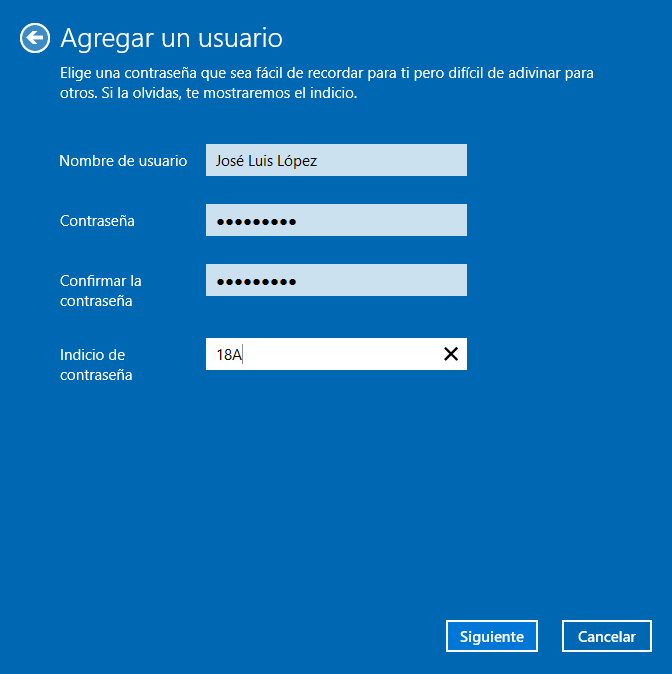 Agregar un usuario
Elige una contraseña que sea fácil de recordar para ti pero difícil de adivinar para
otros. Si la olvidas, te mostraremos el indicio.
Nombre de usuario José Luis López
Contraseña ●●●●●●●●●
Confirmar la
contraseña ●●●●●●●●●
Indicio de
contraseña 18A
Siguiente Cancelar